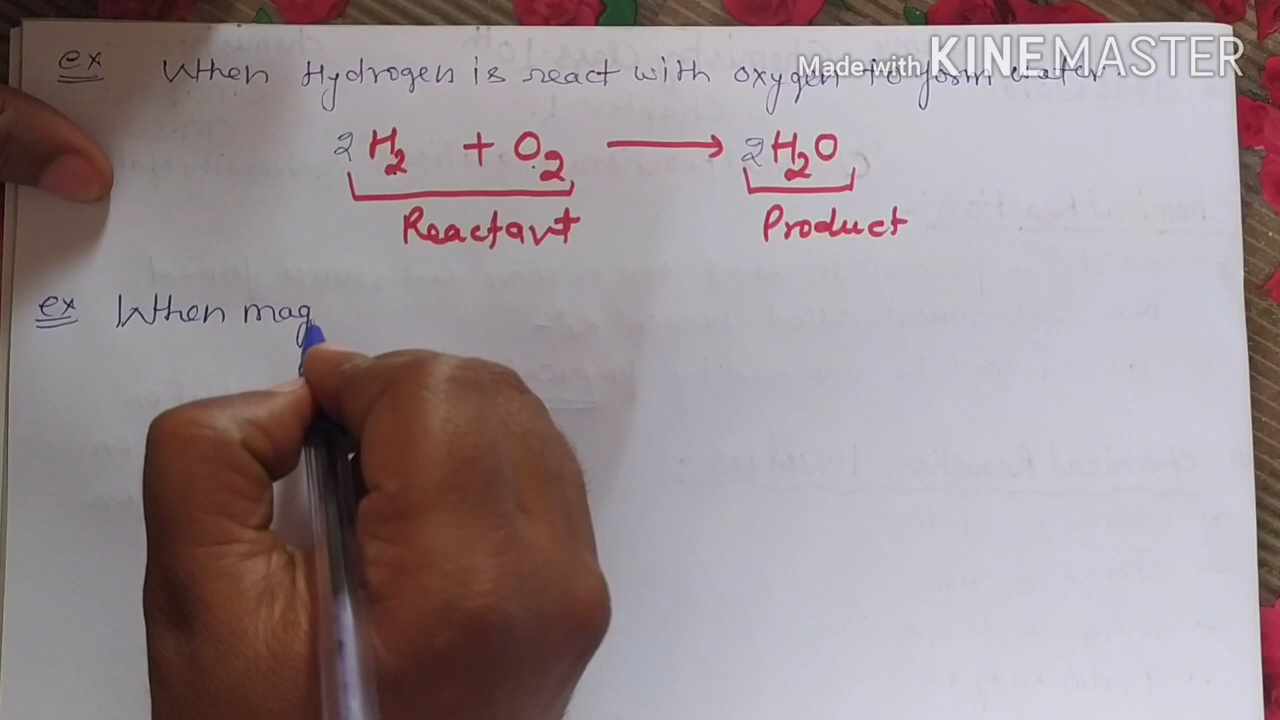 Made with KINEMASTER
ex When Hydrogen is react with oxygen to form water.
2H₂ + O₂ → 2H₂O
Reactant Product
ex When mag